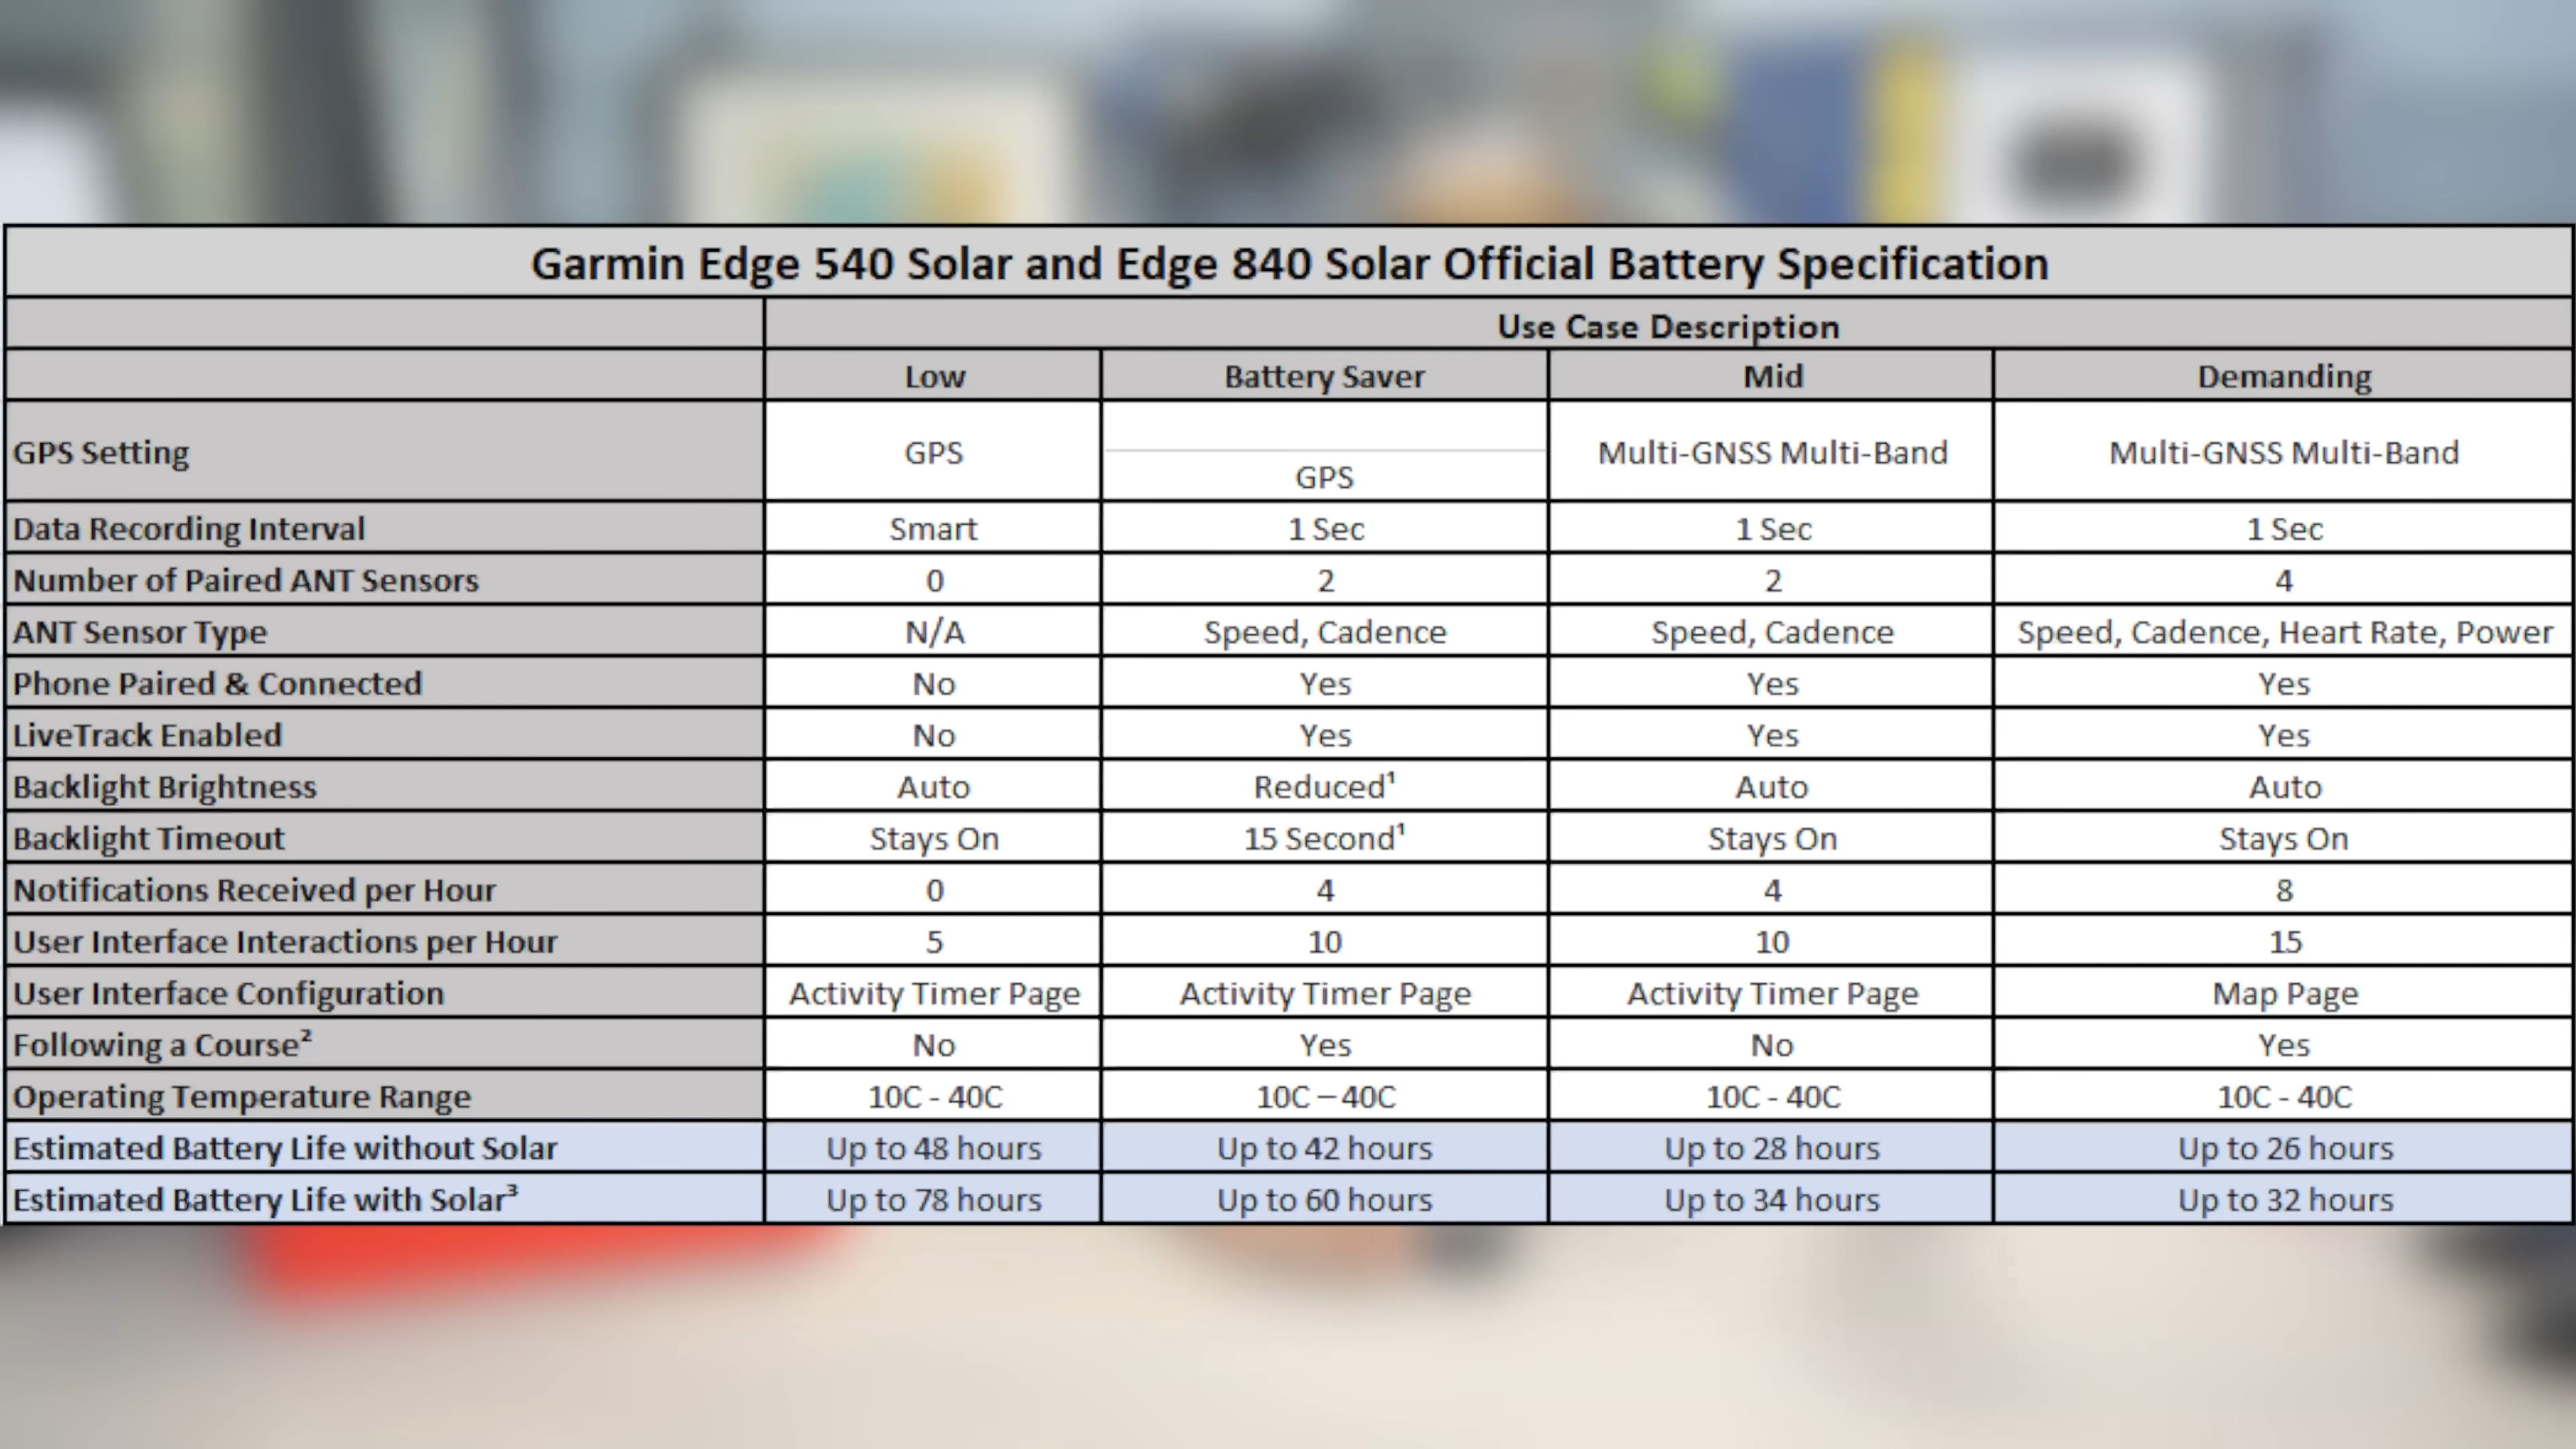 Garmin Edge 540 Solar and Edge 840 Solar Official Battery Specification
Use Case Description
Low Battery Saver Mid Demanding
GPS Setting GPS GPS Multi-GNSS Multi-Band Multi-GNSS Multi-Band
Data Recording Interval Smart 1 Sec 1 Sec 1 Sec
Number of Paired ANT Sensors 0 2 2 4
ANT Sensor Type N/A Speed, Cadence Speed, Cadence Speed, Cadence, Heart Rate, Power
Phone Paired & Connected No Yes Yes Yes
LiveTrack Enabled No Yes Yes Yes
Backlight Brightness Auto Reduced¹ Auto Auto
Backlight Timeout Stays On 15 Second¹ Stays On Stays On
Notifications Received per Hour 0 4 4 8
User Interface Interactions per Hour 5 10 10 15
User Interface Configuration Activity Timer Page Activity Timer Page Activity Timer Page Map Page
Following a Course² No Yes No Yes
Operating Temperature Range 10C - 40C 10C – 40C 10C - 40C 10C - 40C
Estimated Battery Life without Solar Up to 48 hours Up to 42 hours Up to 28 hours Up to 26 hours
Estimated Battery Life with Solar³ Up to 78 hours Up to 60 hours Up to 34 hours Up to 32 hours